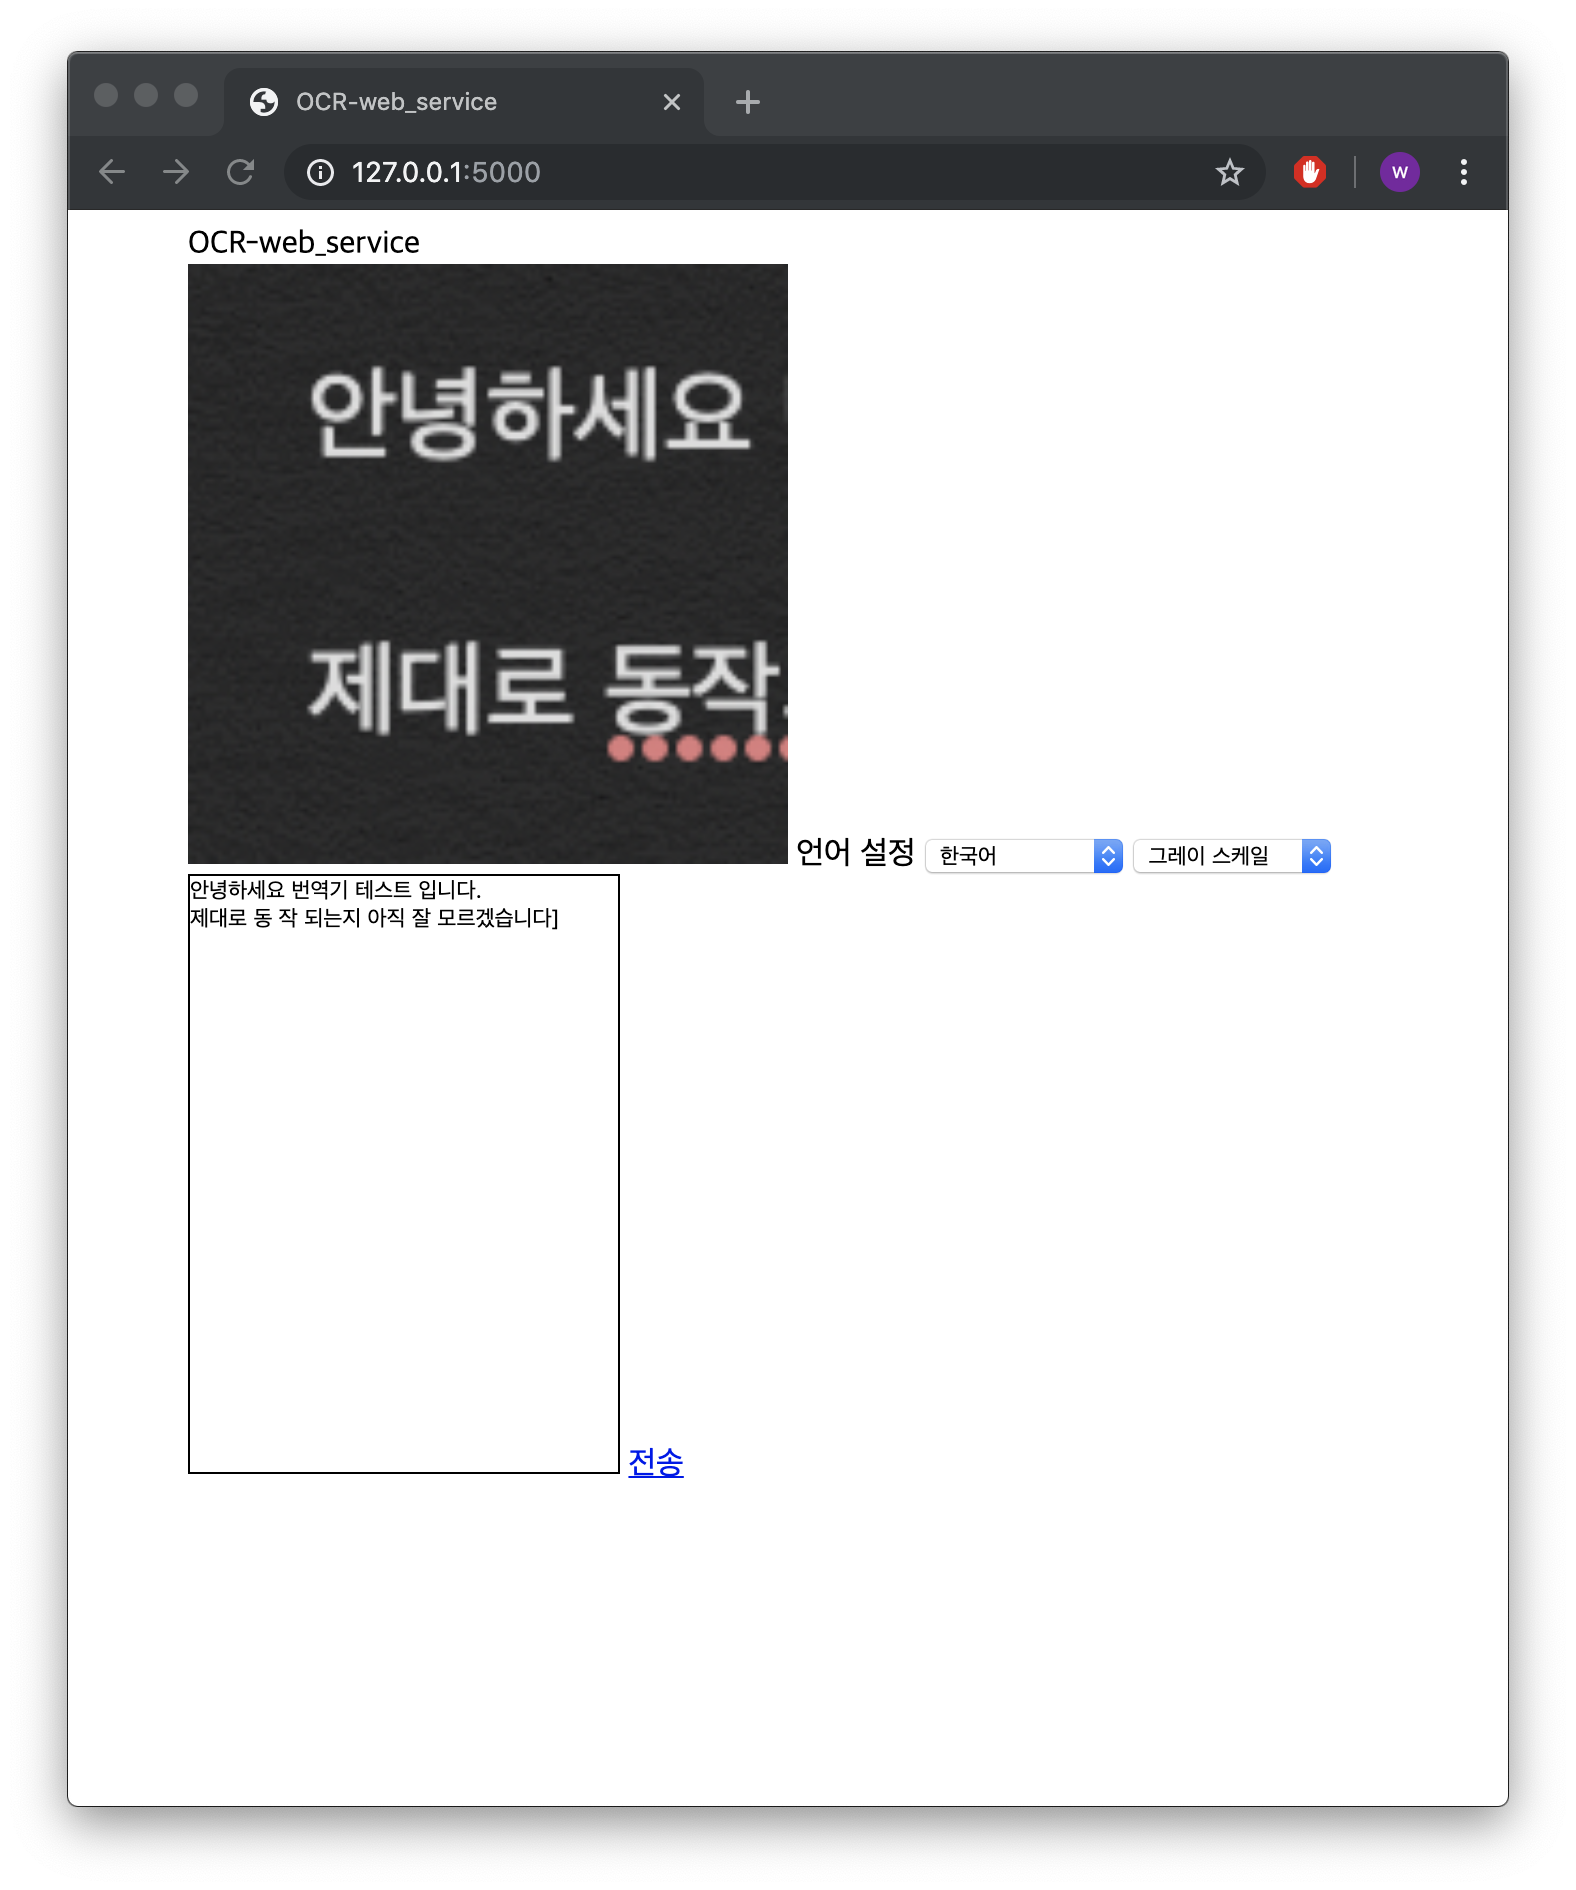 OCR-web_service
127.0.0.1:5000
W
OCR-web_service
안녕하세요
제대로 동작
언어 설정 한국어 그레이 스케일
안녕하세요 번역기 테스트 입니다.
제대로 동 작 되는지 아직 잘 모르겠습니다]
전송